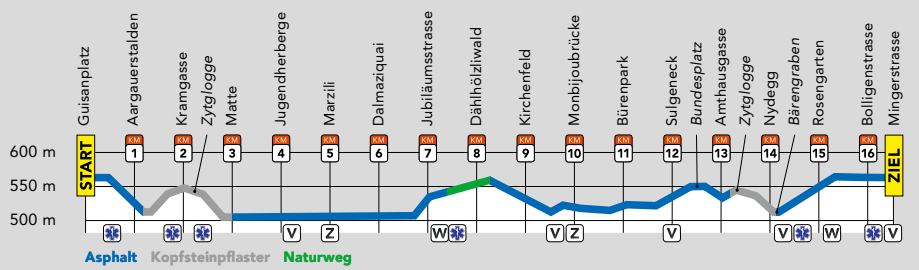 Guisanplatz
Aargauerstalden
Kramgasse
Zytglogge
Matte
Jugendherberge
Marzili
Dalmaziquai
Jubiläumsstrasse
Dählhölzliwald
Kirchenfeld
Monbijoubrücke
Bürenpark
Sulgeneck
Bundesplatz
Amthausgasse
Zytglogge
Nydegg
Bärengraben
Rosengarten
Bolligenstrasse
Mingerstrasse
KM KM KM KM KM KM KM KM KM KM KM KM KM KM KM KM
START 1 2 3 4 5 6 7 8 9 10 11 12 13 14 15 16 ZIEL
600 m
550 m
500 m
V Z W V Z V V W V
Asphalt Kopfsteinpflaster Naturweg